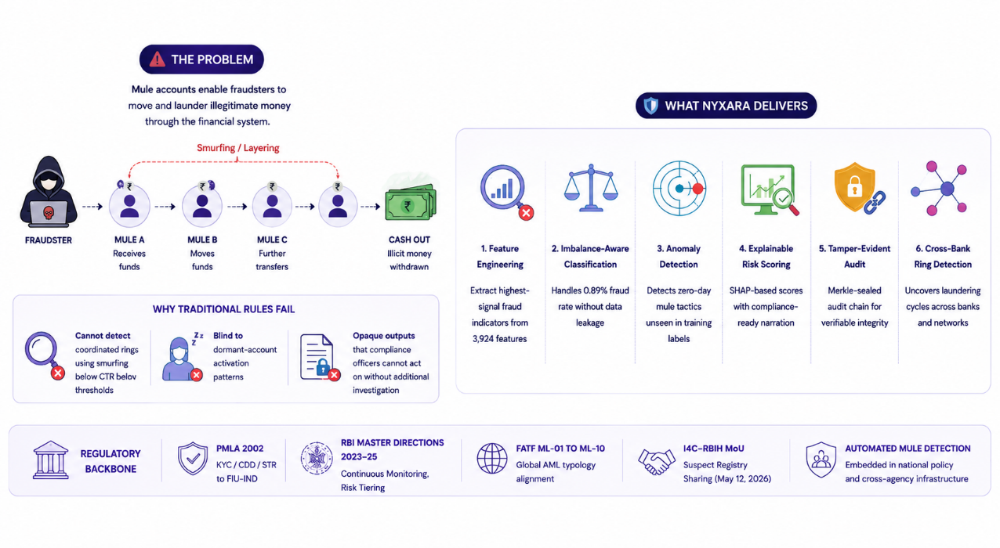 THE PROBLEM
Mule accounts enable fraudsters to
move and launder illegitimate money
through the financial system.
Smurfing / Layering
₹
₹
₹
₹
₹
FRAUDSTER
MULE A
Receives
funds
MULE B
Moves
funds
MULE C
Further
transfers
CASH OUT
Illicit money
withdrawn
WHY TRADITIONAL RULES FAIL
Cannot detect
coordinated rings
using smurfing
below CTR belov
thresholds
Z z
z
Blind to
dormant-account
activation
patterns
Opaque outputs
that compliance
officers cannot act
on without additional
investigation
WHAT NYXARA DELIVERS
1. Feature
Engineering
Extract highest-
signal fraud
indicators from
3,924 features
2. Imbalance-Aware
Classification
Handles 0.89% fraud
rate without data
leakage
3. Anomaly
Detection
Detects zero-day
mule tactics
unseen in training
labels
4. Explainable
Risk Scoring
SHAP-based scores
with compliance-
ready narration
5. Tamper-Evident
Audit
Merkle-sealed
audit chain for
verifiable integrity
6. Cross-Bank
Ring Detection
Uncovers laundering
cycles across banks
and networks
REGULATORY
BACKBONE
PMLA 2002
KYC / CDD / STR
to FIU-IND
RBI MASTER DIRECTIONS
2023–25
Continuous Monitoring,
Risk Tiering
FATF ML-01 TO ML-10
Global AML typology
alignment
I4C–RBIH MoU
Suspect Registry
Sharing (May 12, 2026)
AUTOMATED MULE DETECTION
Embedded in national policy
and cross-agency infrastructure